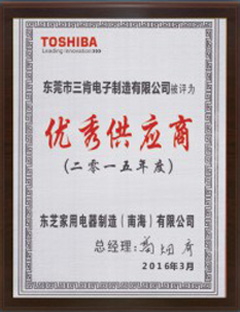 TOSHIBA
Leading Innovation >>>
东莞市三肯电子制造有限公司被评为
优秀供应商
(二零一五年度)
东芝家用电器制造（南海）有限公司
总经理：
2016年3月